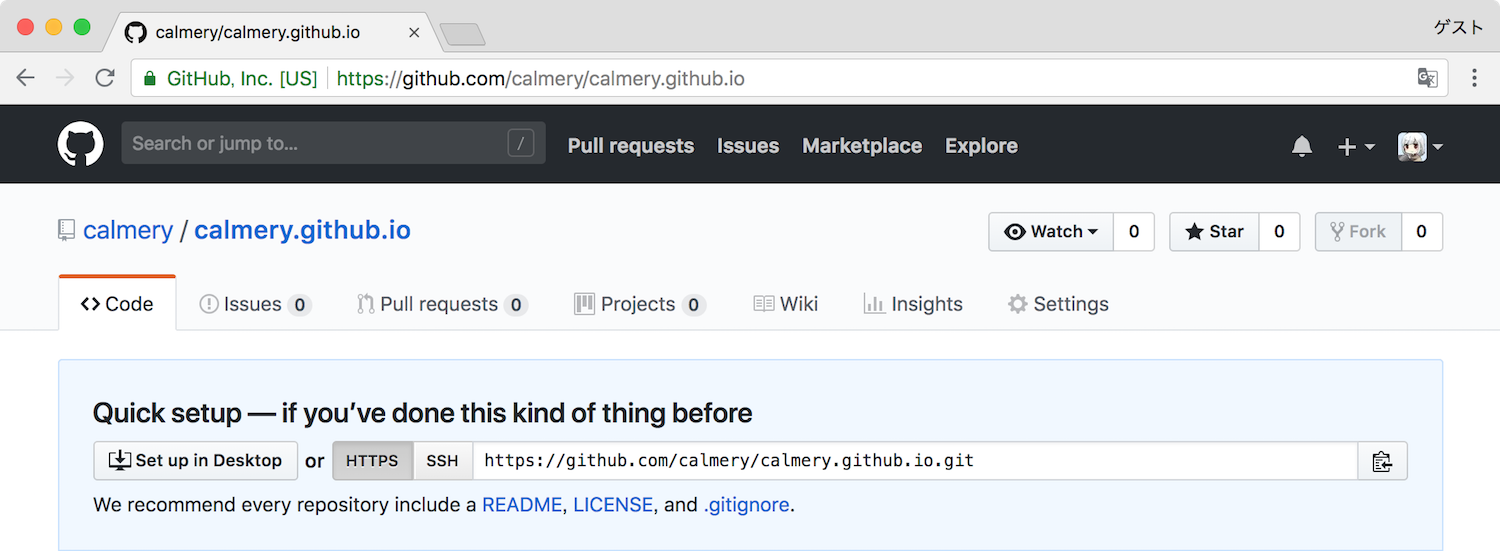 calmery/calmery.github.io
ゲスト
GitHub, Inc. [US] https://github.com/calmery/calmery.github.io
Search or jump to... / Pull requests Issues Marketplace Explore
calmery / calmery.github.io Watch 0 Star 0 Fork 0
Code Issues 0 Pull requests 0 Projects 0 Wiki Insights Settings
Quick setup — if you’ve done this kind of thing before
Set up in Desktop or HTTPS SSH https://github.com/calmery/calmery.github.io.git
We recommend every repository include a README, LICENSE, and .gitignore.